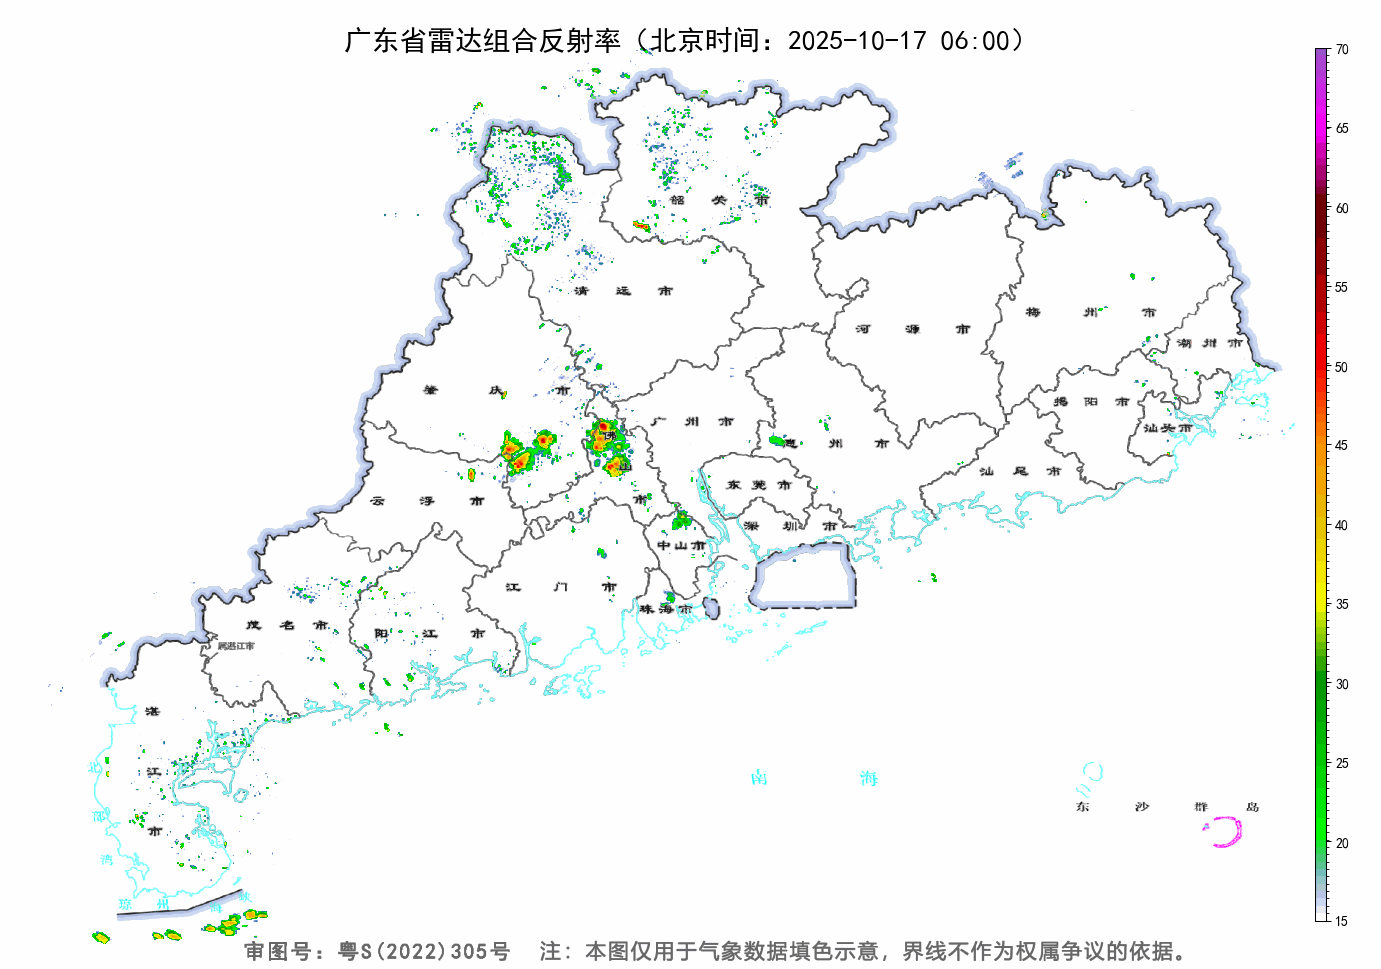 广东省雷达组合反射率（北京时间：2025-10-17 06:00）
70
65
60
55
50
45
40
35
30
25
20
15
韶 关 市
清 远 市
河 源 市
梅 州 市
潮 州 市
肇 庆 市
广 州 市
揭 阳 市
汕头市
佛 山 市
惠 州 市
汕 尾 市
云 浮 市
东 莞 市
深 圳 市
中山市
江 门 市
珠海市
茂 名 市
阳 江 市
属湛江市
湛 江 市
北 部 湾
琼 州 海 峡
南 海
东 沙 群 岛
审图号：粤S(2022)305号 注：本图仅用于气象数据填色示意，界线不作为权属争议的依据。